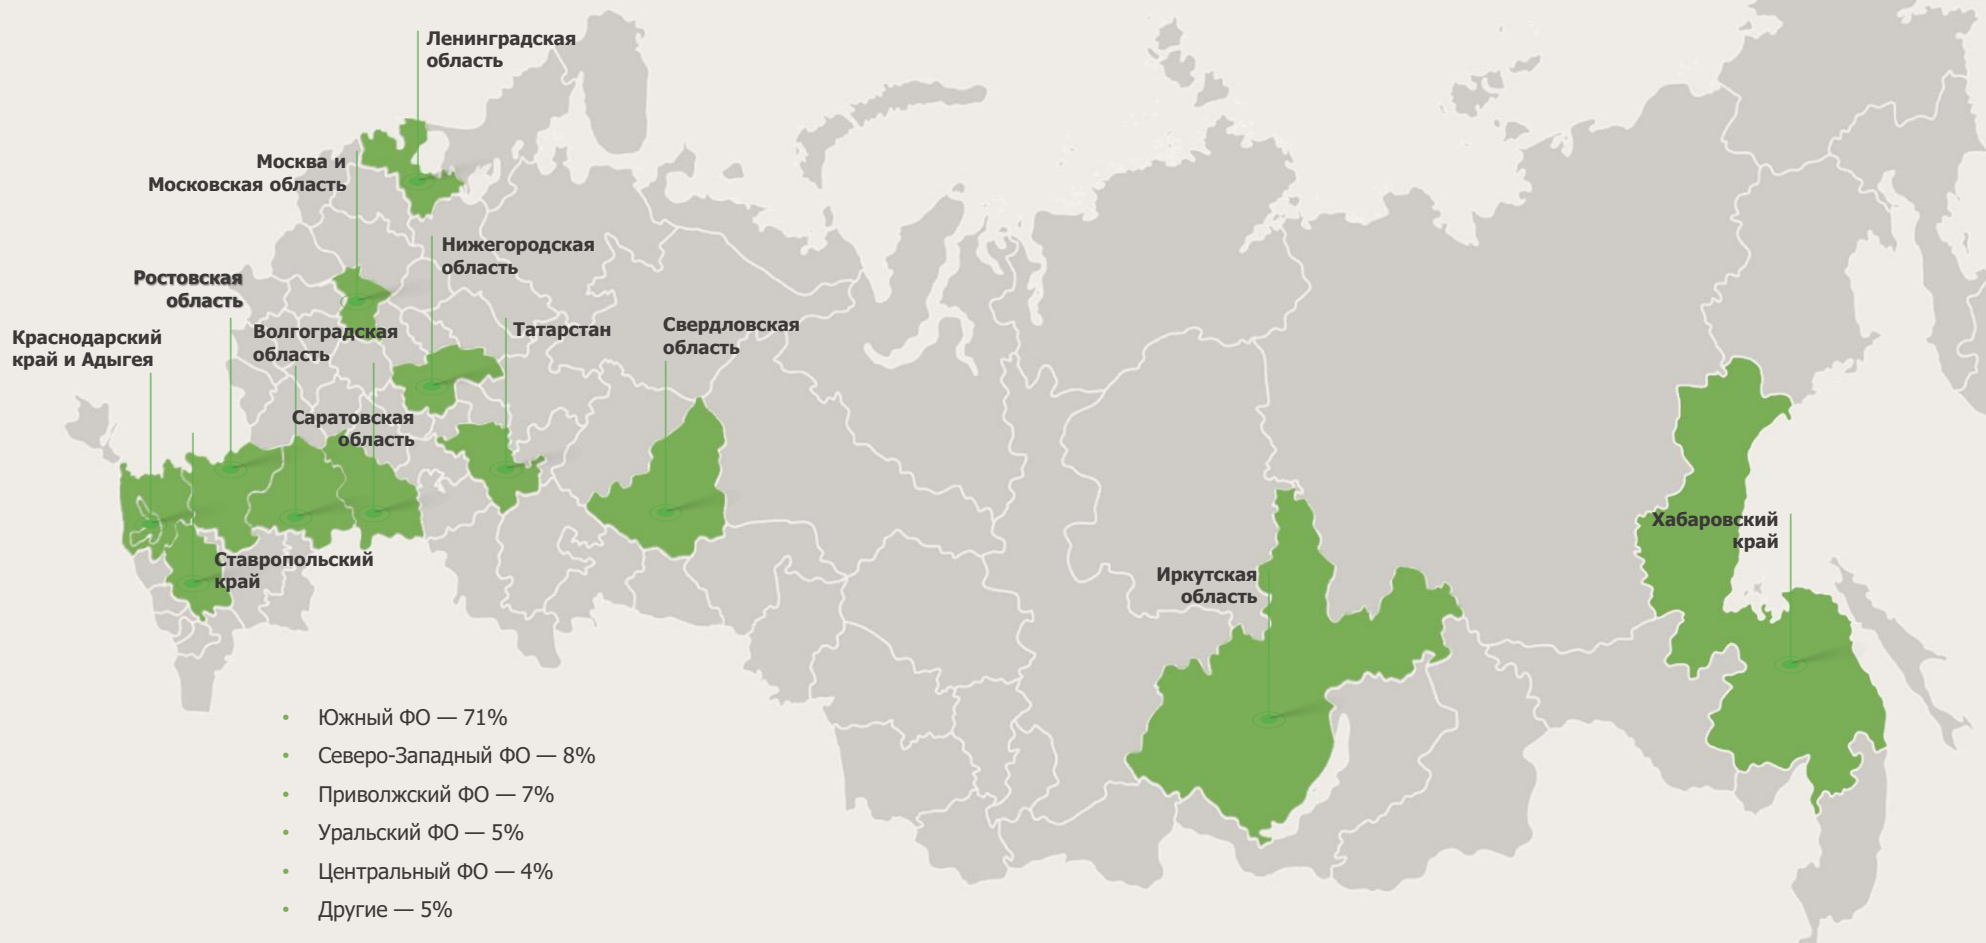 Ленинградская
область
Москва и
Московская область
Нижегородская
область
Ростовская
область
Краснодарский
край и Адыгея
Волгоградская
область
Татарстан
Свердловская
область
Саратовская
область
Ставропольский
край
Хабаровский
край
Иркутская
область
• Южный ФО — 71%
• Северо-Западный ФО — 8%
• Приволжский ФО — 7%
• Уральский ФО — 5%
• Центральный ФО — 4%
• Другие — 5%